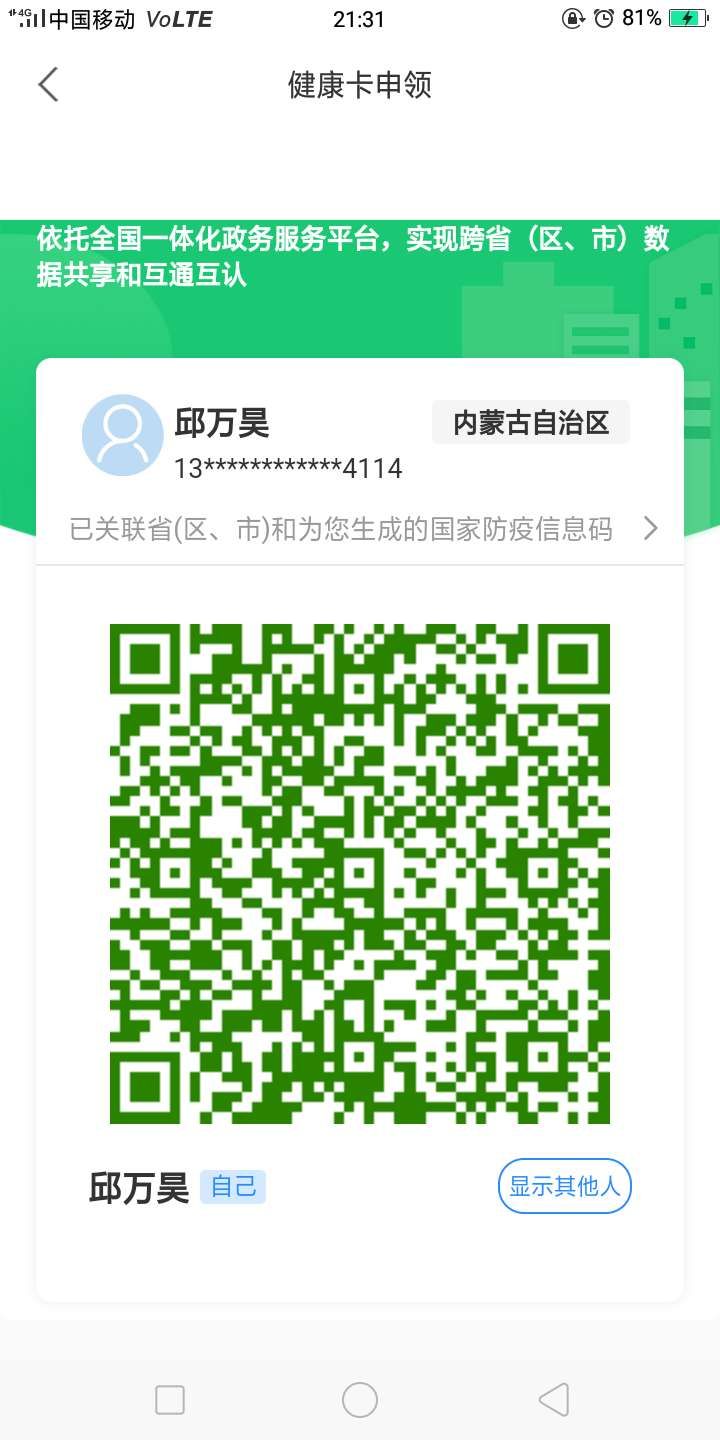 4G 中国移动 VoLTE 21:31 81%
健康卡申领
依托全国一体化政务服务平台，实现跨省（区、市）数
据共享和互通互认
邱万昊 内蒙古自治区
13************4114
已关联省(区、市)和为您生成的国家防疫信息码
邱万昊 自己 显示其他人